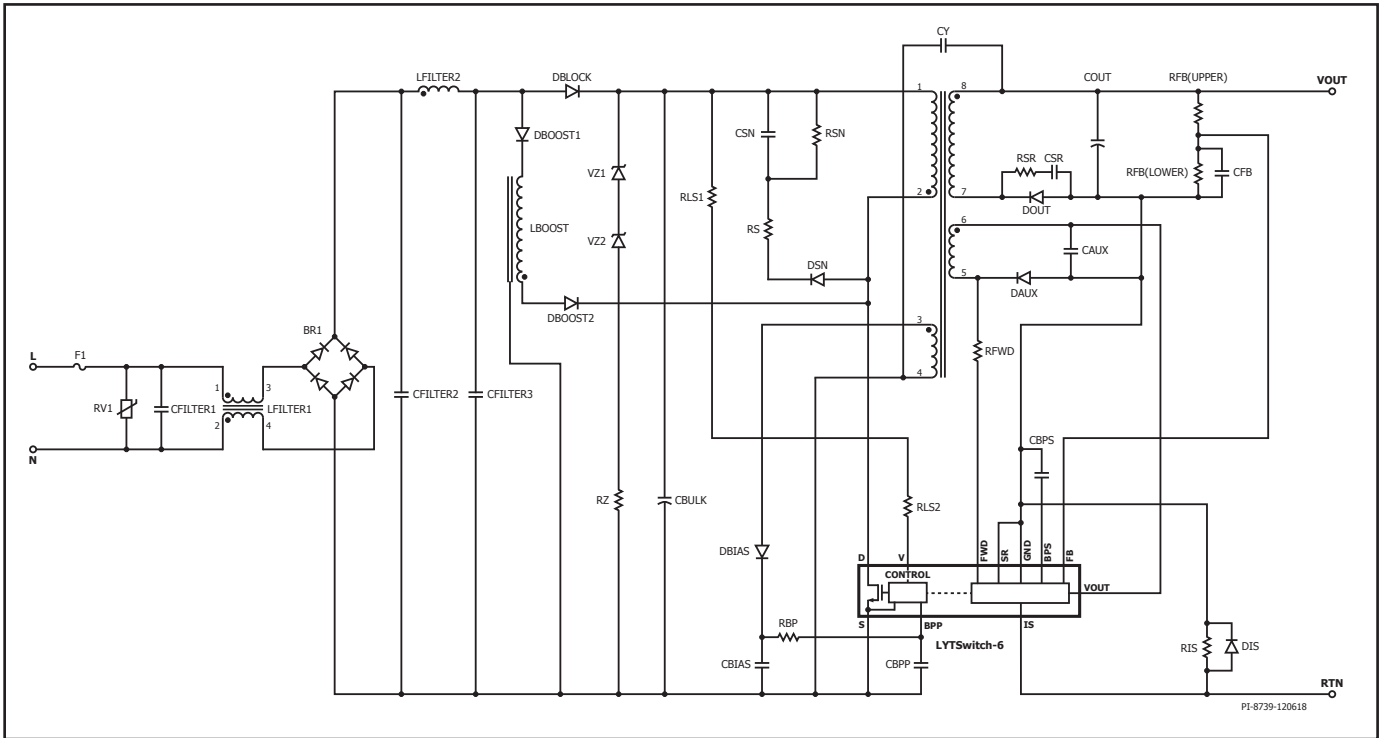 CY
LFILTER2
DBLOCK
COUT
RFB(UPPER)
VOUT
1
8
DBOOST1
CSN
RSN
VZ1
RSR
CSR
RFB(LOWER)
CFB
RLS1
2
7
DOUT
LBOOST
RS
VZ2
6
CAUX
DSN
5
DAUX
DBOOST2
3
BR1
RFWD
L
F1
4
1
3
RV1
CFILTER1
LFILTER1
CFILTER2
CFILTER3
2
4
N
CBPS
RZ
CBULK
RLS2
DBIAS
D
V
FWD
SR
GND
BPS
FB
CONTROL
VOUT
RBP
S
BPP
IS
LYTSwitch-6
RIS
DIS
CBIAS
CBPP
RTN
PI-8739-120618